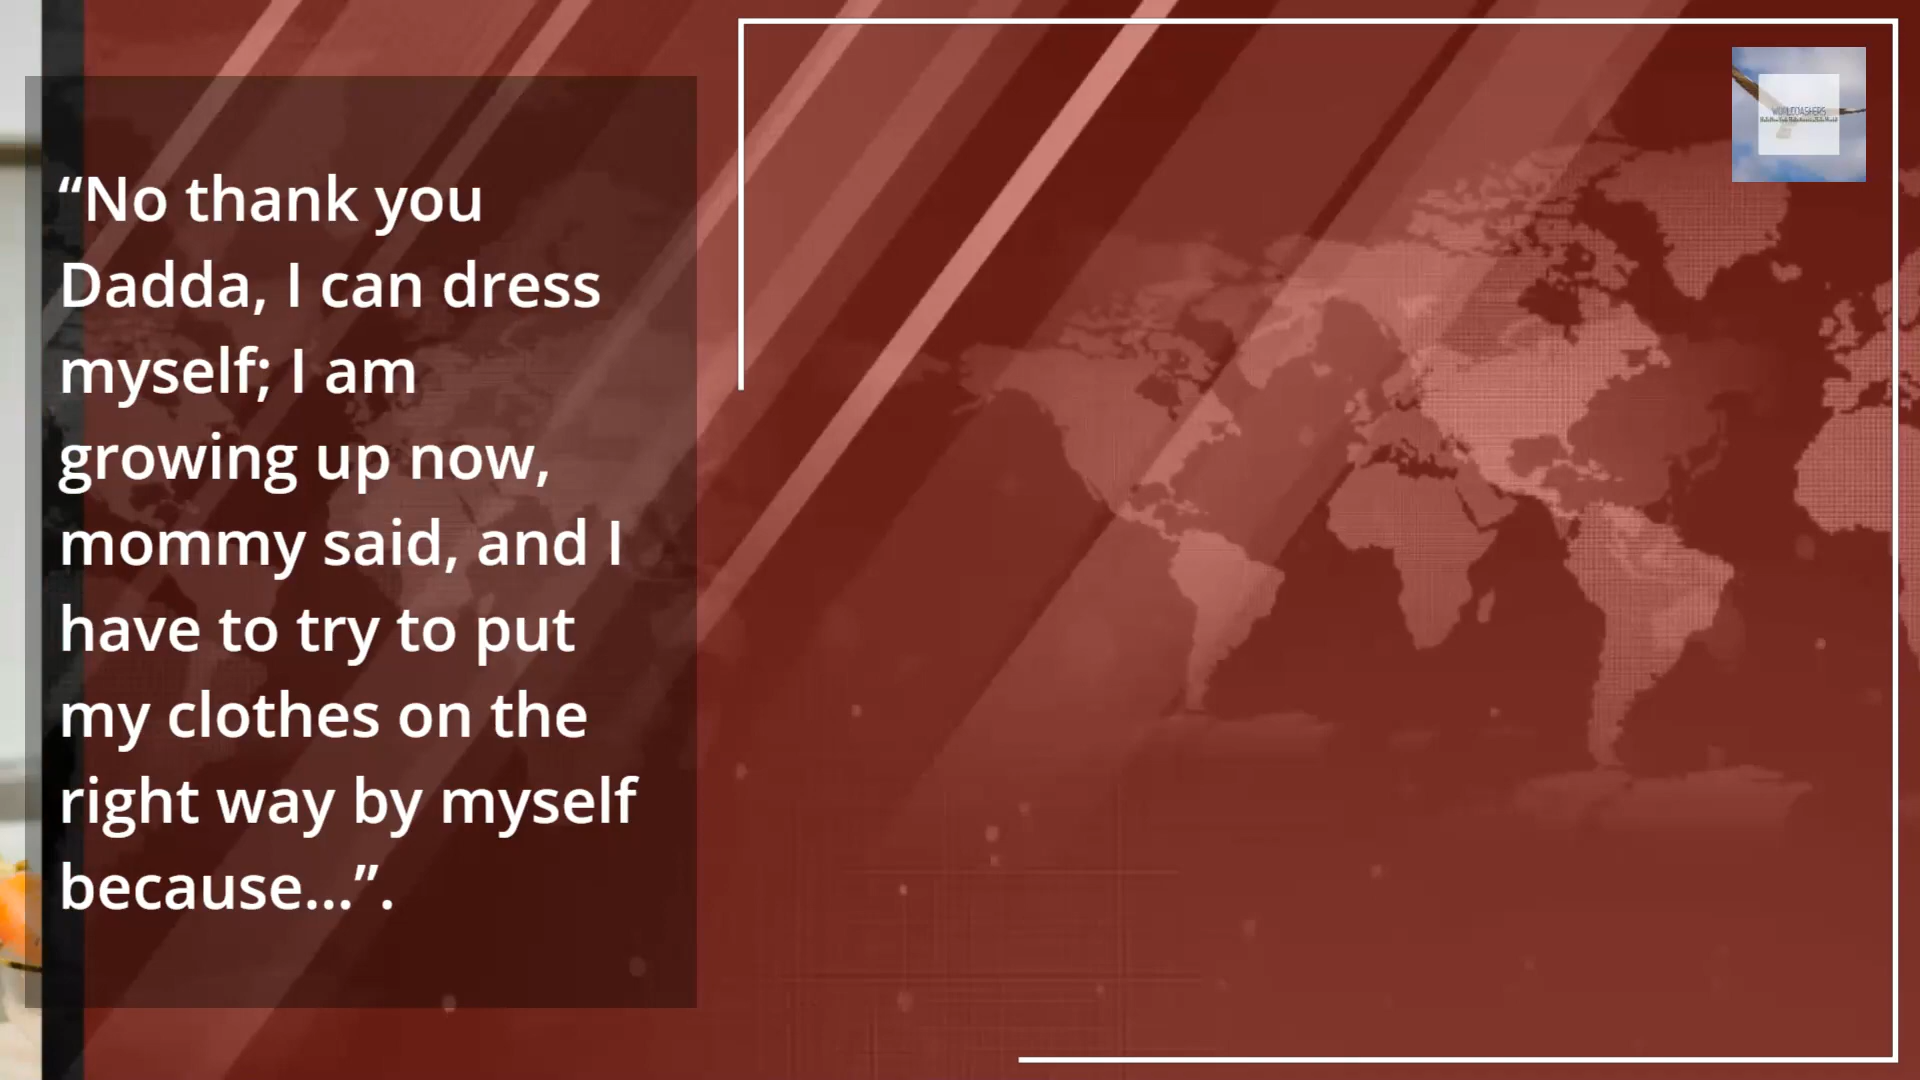 “No thank you
Dadda, I can dress
myself; I am
growing up now,
mommy said, and I
have to try to put
my clothes on the
right way by myself
because...”.
WORLDCOASTERS